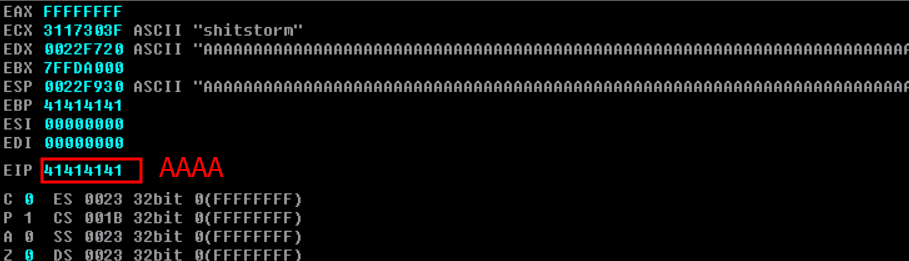 EAX FFFFFFFF
ECX 3117303F ASCII "shitstorm"
EDX 0022F720 ASCII "AAAAAAAAAAAAAAAAAAAAAAAAAAAAAAAAAAAAAAAAAAAAAAAAAAAAAAAAAAAAAAAAAAAA
EBX 7FFDA000
ESP 0022F930 ASCII "AAAAAAAAAAAAAAAAAAAAAAAAAAAAAAAAAAAAAAAAAAAAAAAAAAAAAAAAAAAAAAAAAAAA
EBP 41414141
ESI 00000000
EDI 00000000
EIP 41414141 AAAA
C 0 ES 0023 32bit 0(FFFFFFFF)
P 1 CS 001B 32bit 0(FFFFFFFF)
A 0 SS 0023 32bit 0(FFFFFFFF)
Z 0 DS 0023 32bit 0(FFFFFFFF)